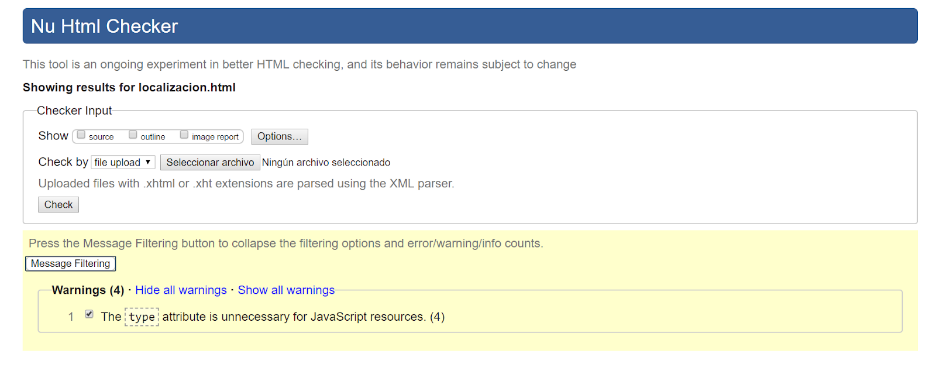 Nu Html Checker
This tool is an ongoing experiment in better HTML checking, and its behavior remains subject to change
Showing results for localizacion.html
Checker Input
Show source outline image report Options...
Check by file upload Seleccionar archivo Ningún archivo seleccionado
Uploaded files with .xhtml or .xht extensions are parsed using the XML parser.
Check
Press the Message Filtering button to collapse the filtering options and error/warning/info counts.
Message Filtering
Warnings (4) · Hide all warnings · Show all warnings
1 The type attribute is unnecessary for JavaScript resources. (4)